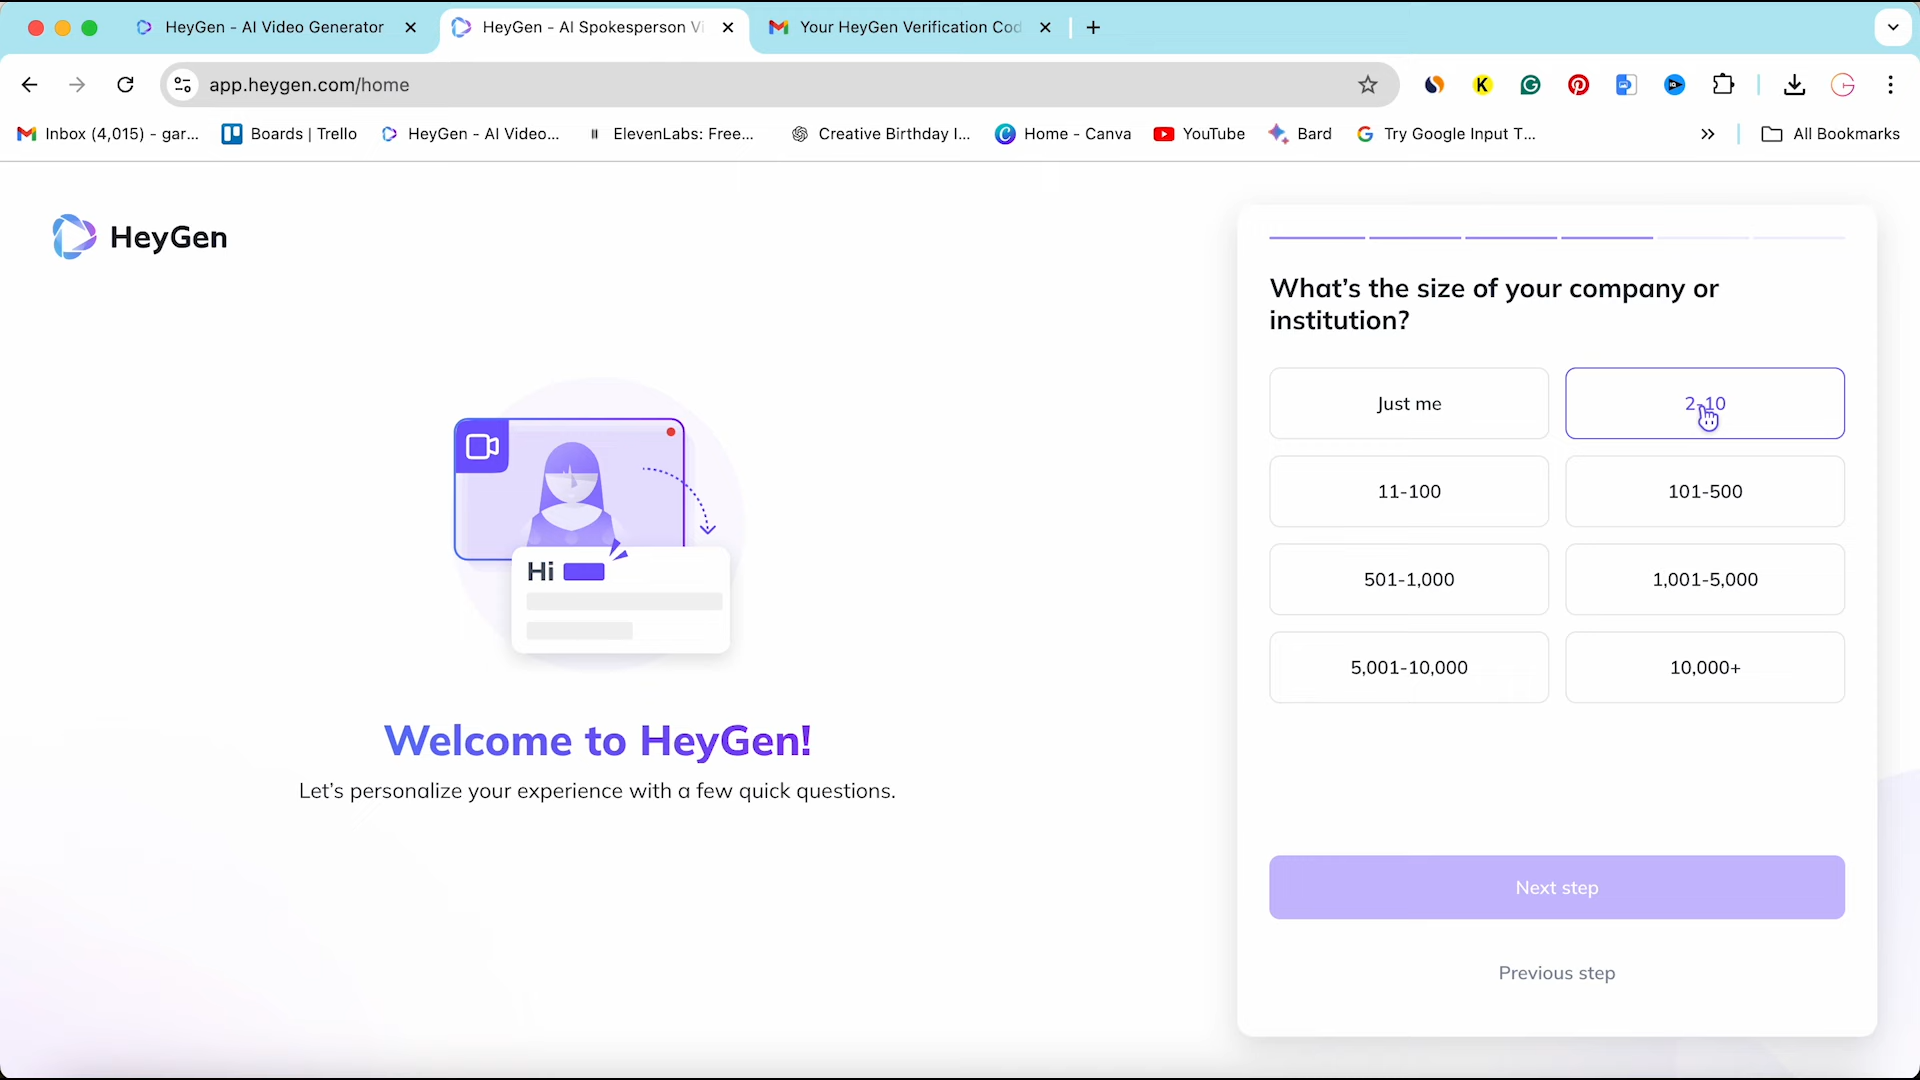 HeyGen - AI Video Generator
HeyGen - AI Spokesperson Vi
Your HeyGen Verification Cod
app.heygen.com/home
Inbox (4,015) - gar...
Boards | Trello
HeyGen - AI Video...
ElevenLabs: Free...
Creative Birthday I...
Home - Canva
YouTube
Bard
Try Google Input T...
All Bookmarks
HeyGen
Hi
Welcome to HeyGen!
Let's personalize your experience with a few quick questions.
What's the size of your company or
institution?
Just me
2-10
11-100
101-500
501-1,000
1,001-5,000
5,001-10,000
10,000+
Next step
Previous step